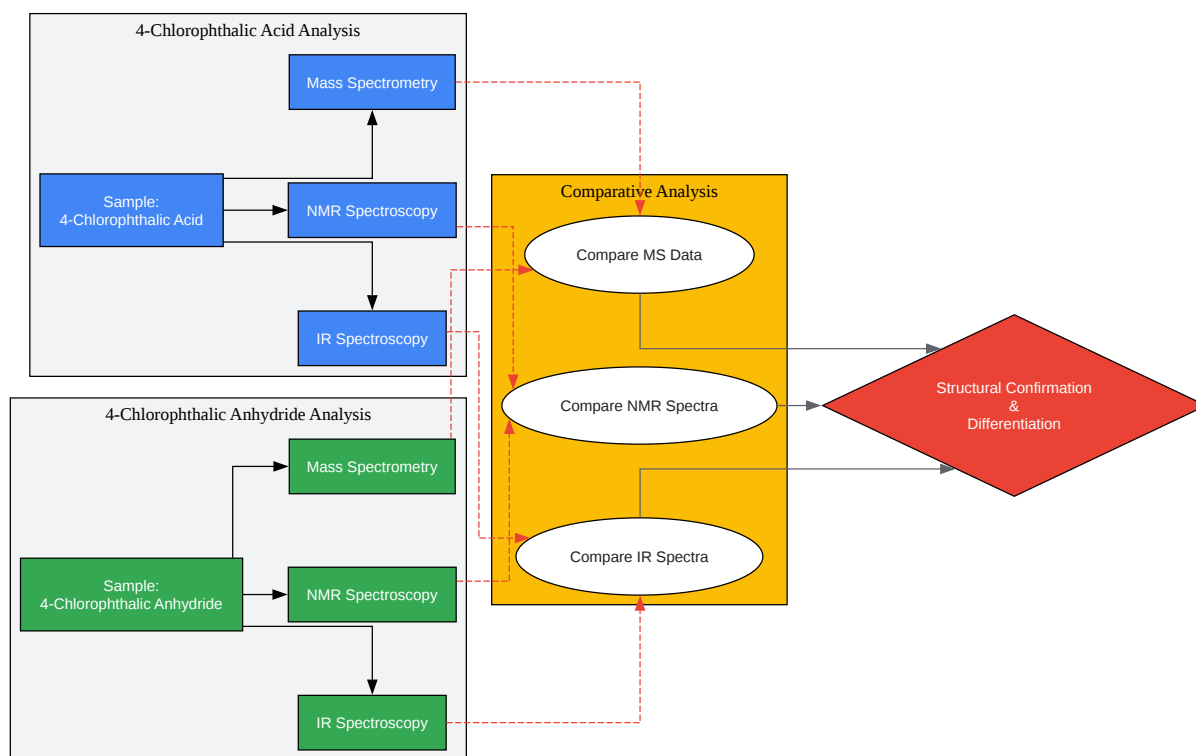 4-Chlorophthalic Acid Analysis
Mass Spectrometry
Sample:
4-Chlorophthalic Acid
NMR Spectroscopy
IR Spectroscopy
4-Chlorophthalic Anhydride Analysis
Mass Spectrometry
Sample:
4-Chlorophthalic Anhydride
NMR Spectroscopy
IR Spectroscopy
Comparative Analysis
Compare MS Data
Compare NMR Spectra
Compare IR Spectra
Structural Confirmation
&
Differentiation